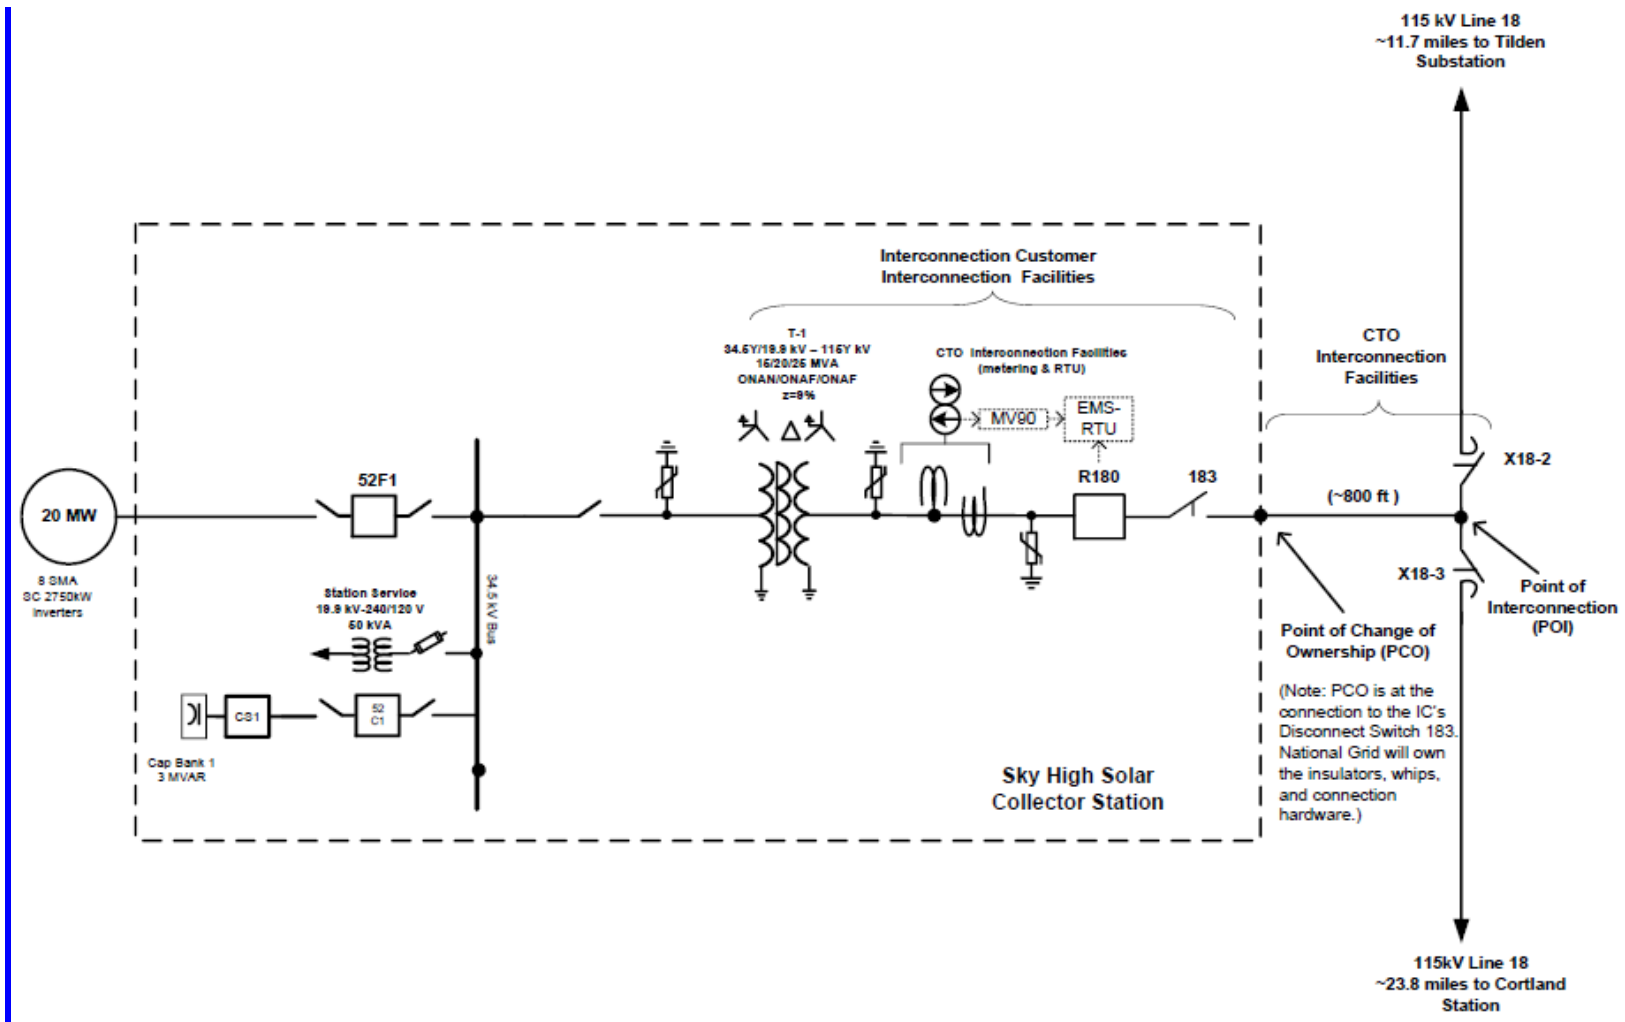 115 kV Line 18
~11.7 miles to Tilden
Substation
Interconnection Customer
Interconnection Facilities
T-1
34.5Y/19.9 kV – 115Y kV
15/20/25 MVA
ONAN/ONAF/ONAF
z=9%
CTO Interconnection Facilities
(metering & RTU)
MV90
EMS-
RTU
CTO
Interconnection
Facilities
52F1
R180
183
(~800 ft )
X18-2
20 MW
8 SMA
SC 2750kW
Inverters
Station Service
19.9 kV-240/120 V
50 kVA
34.5 kV Bus
X18-3
Point of
Interconnection
(POI)
Point of Change of
Ownership (PCO)
(Note: PCO is at the
connection to the IC's
Disconnect Switch 183.
National Grid will own
the insulators, whips,
and connection
hardware.)
CS1
52
C1
Cap Bank 1
3 MVAR
Sky High Solar
Collector Station
115kV Line 18
~23.8 miles to Cortland
Station